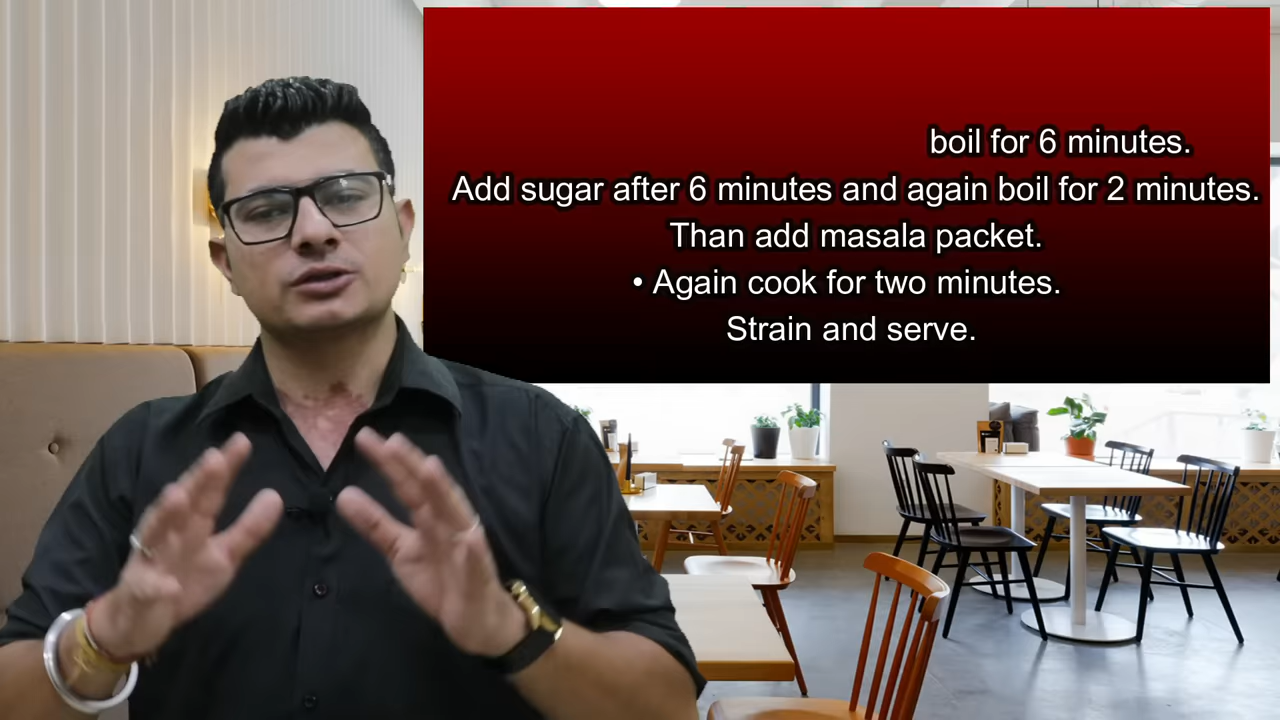 boil for 6 minutes.
Add sugar after 6 minutes and again boil for 2 minutes.
Than add masala packet.
• Again cook for two minutes.
Strain and serve.